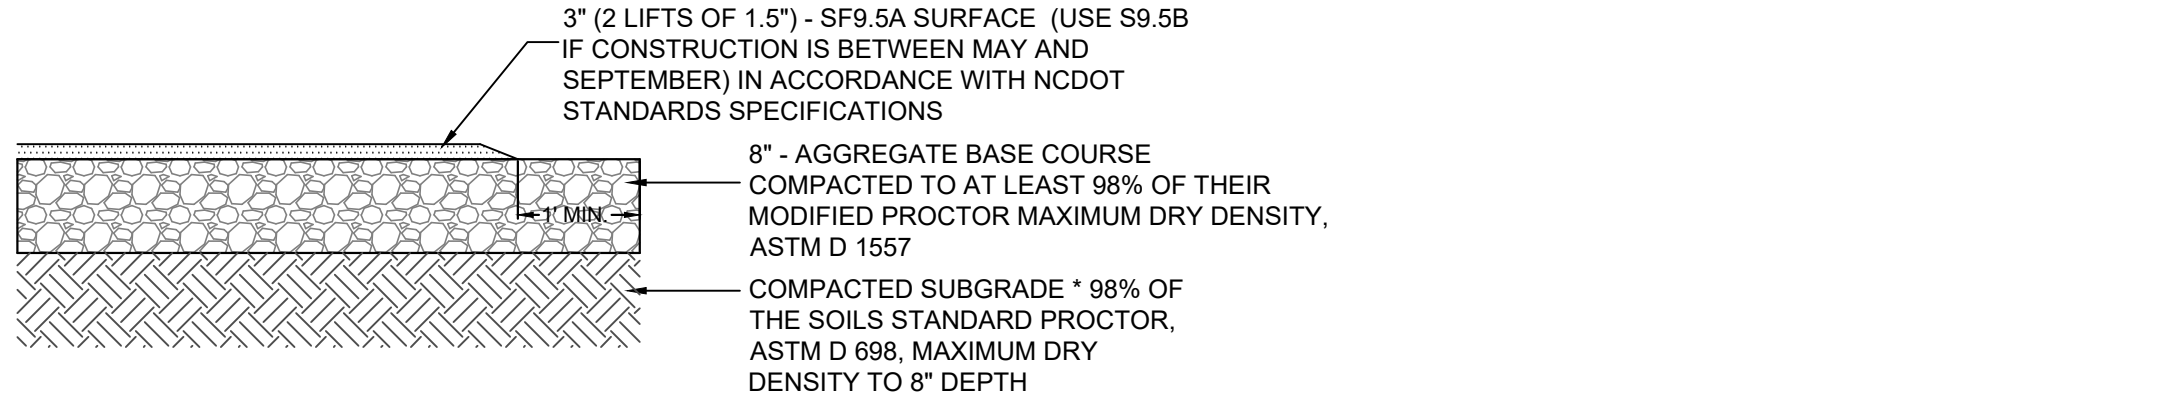 3" (2 LIFTS OF 1.5") - SF9.5A SURFACE (USE S9.5B
IF CONSTRUCTION IS BETWEEN MAY AND
SEPTEMBER) IN ACCORDANCE WITH NCDOT
STANDARDS SPECIFICATIONS
8" - AGGREGATE BASE COURSE
COMPACTED TO AT LEAST 98% OF THEIR
MODIFIED PROCTOR MAXIMUM DRY DENSITY,
ASTM D 1557
1' MIN.
COMPACTED SUBGRADE * 98% OF
THE SOILS STANDARD PROCTOR,
ASTM D 698, MAXIMUM DRY
DENSITY TO 8" DEPTH